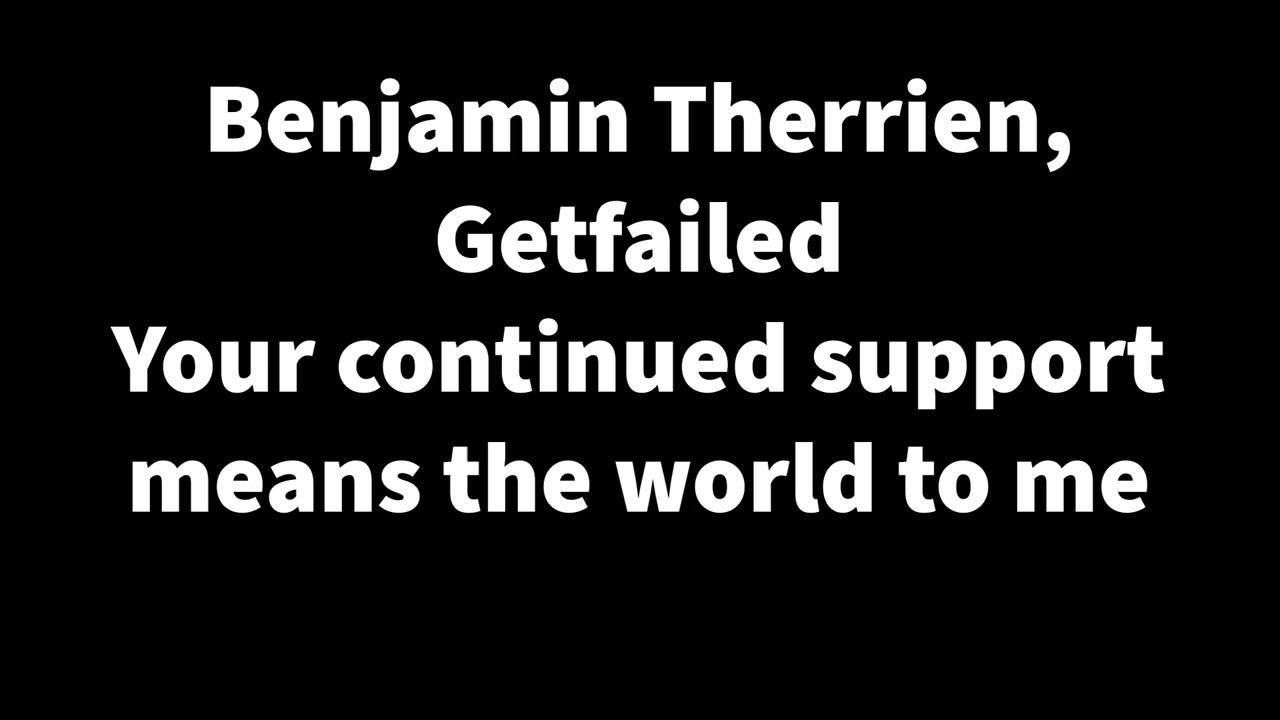 Benjamin Therrien,
Getfailed
Your continued support
means the world to me